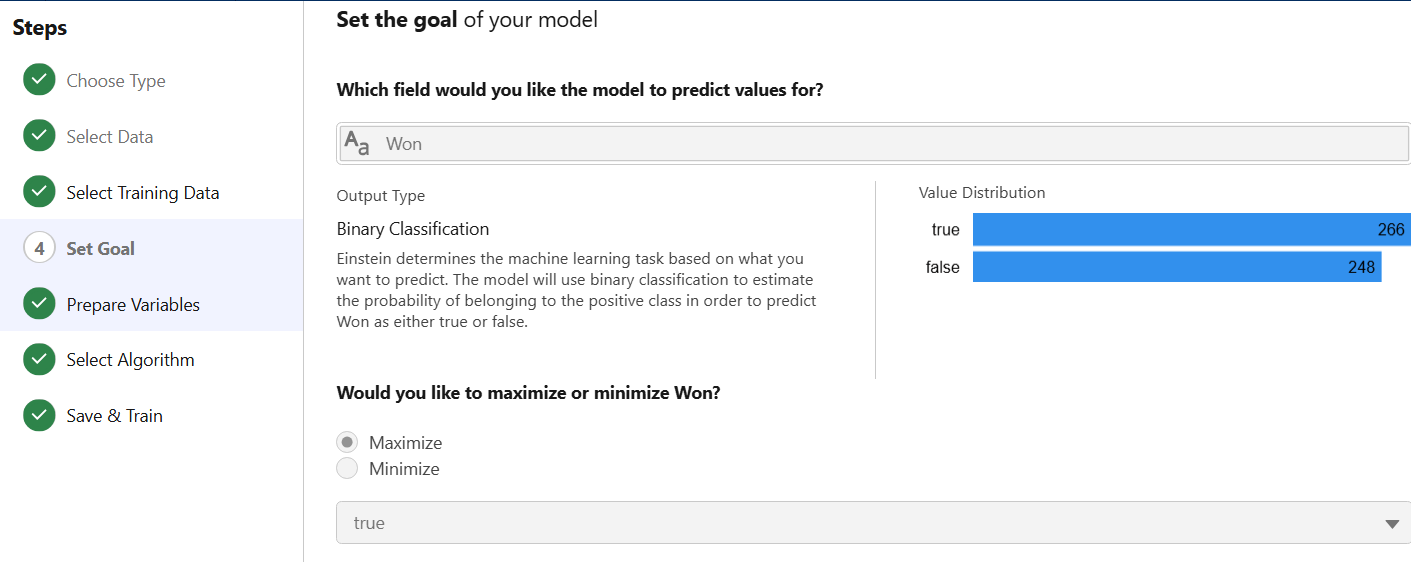 Steps
Choose Type
Select Data
Select Training Data
4 Set Goal
Prepare Variables
Select Algorithm
Save & Train
Set the goal of your model
Which field would you like the model to predict values for?
Aa Won
Output Type
Binary Classification
Einstein determines the machine learning task based on what you
want to predict. The model will use binary classification to estimate
the probability of belonging to the positive class in order to predict
Won as either true or false.
Value Distribution
true 266
false 248
Would you like to maximize or minimize Won?
Maximize
Minimize
true